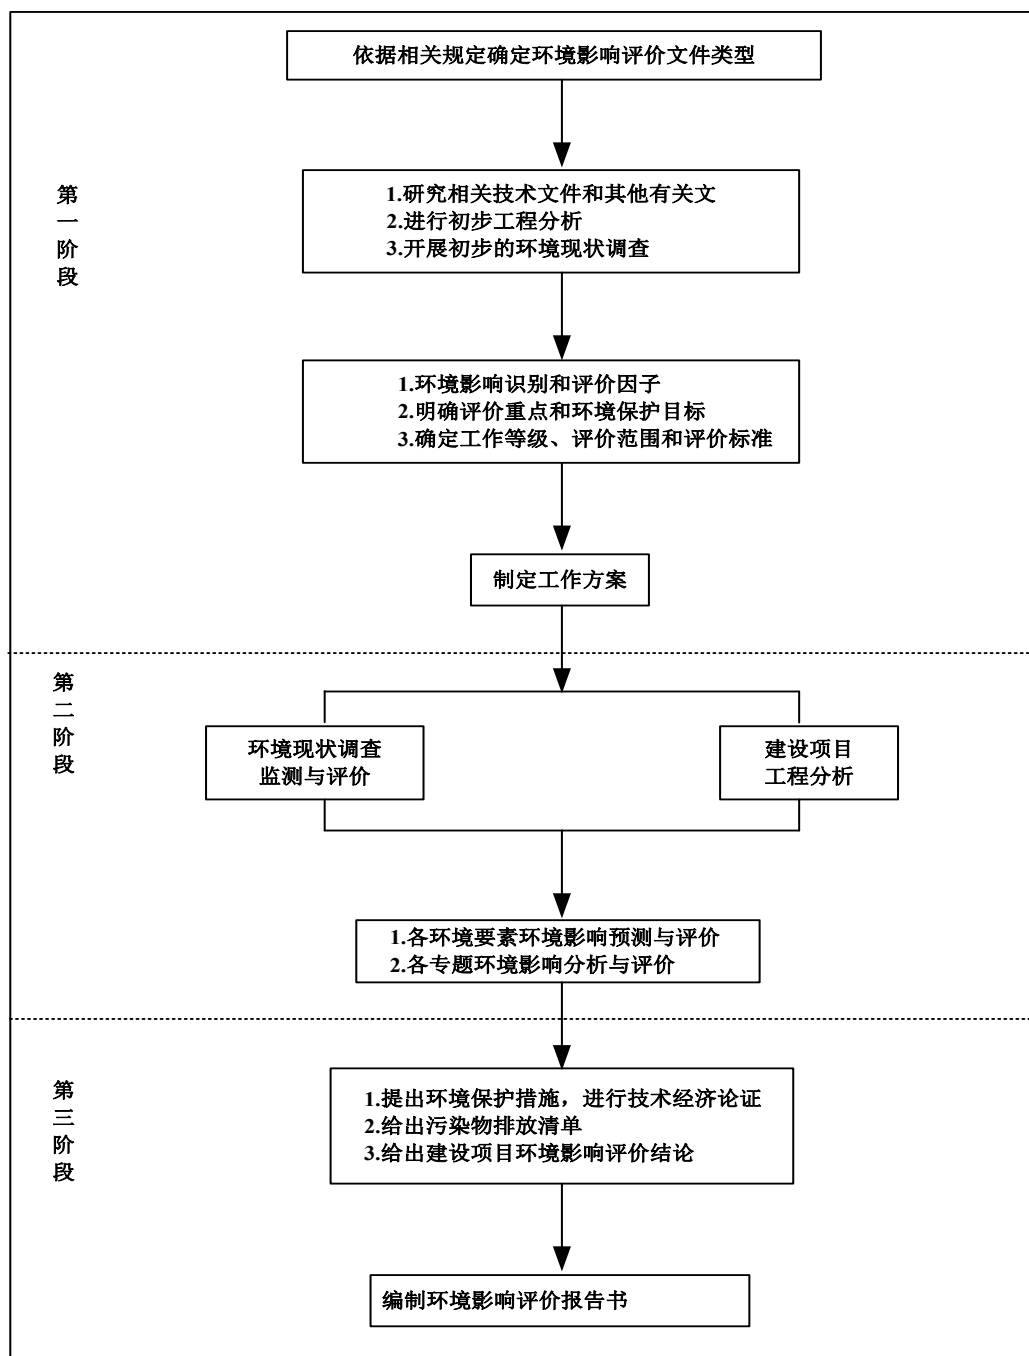 依据相关规定确定环境影响评价文件类型
第一阶段
1.研究相关技术文件和其他有关文
2.进行初步工程分析
3.开展初步的环境现状调查
1.环境影响识别和评价因子
2.明确评价重点和环境保护目标
3.确定工作等级、评价范围和评价标准
制定工作方案
第二阶段
环境现状调查
监测与评价
建设项目
工程分析
1.各环境要素环境影响预测与评价
2.各专题环境影响分析与评价
第三阶段
1.提出环境保护措施，进行技术经济论证
2.给出污染物排放清单
3.给出建设项目环境影响评价结论
编制环境影响评价报告书